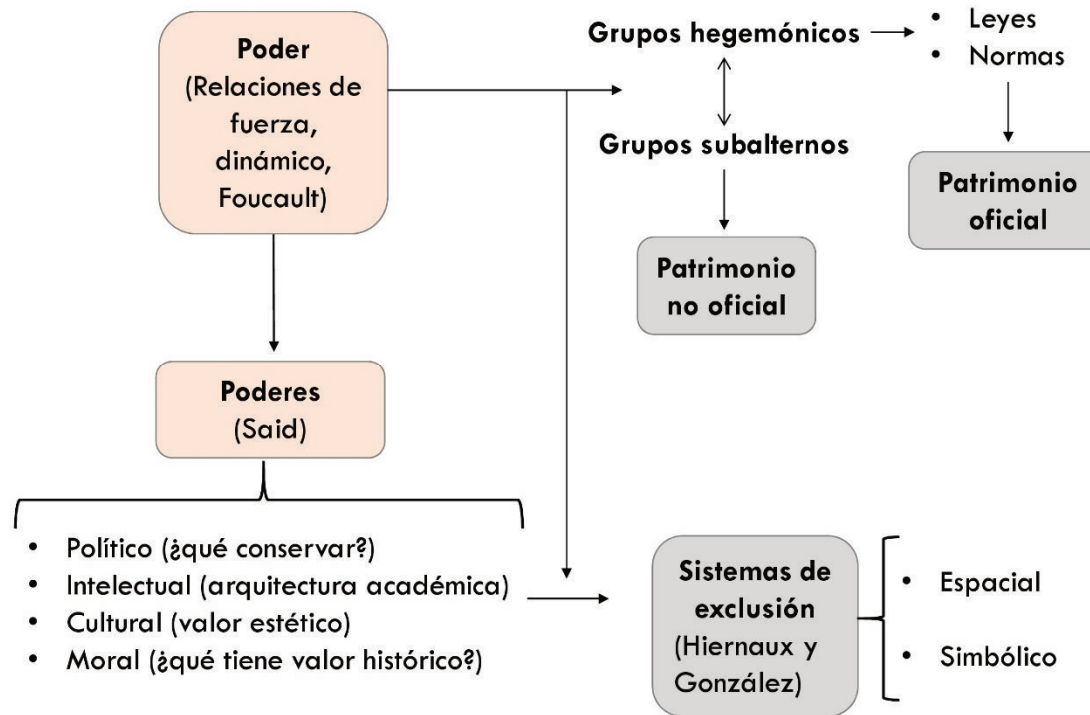 Poder
(Relaciones de
fuerza,
dinámico,
Foucault)
Grupos hegemónicos
• Leyes
• Normas
Grupos subalternos
Patrimonio
oficial
Patrimonio
no oficial
Poderes
(Said)
• Político (¿qué conservar?)
• Intelectual (arquitectura académica)
• Cultural (valor estético)
• Moral (¿qué tiene valor histórico?)
Sistemas de
exclusión
(Hiernaux y
González)
• Espacial
• Simbólico